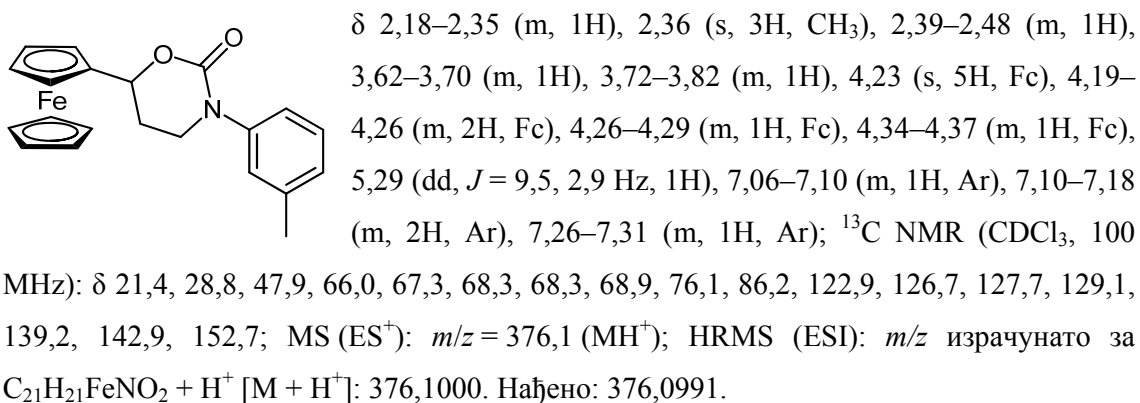 O
O
N
Fe
δ 2,18–2,35 (m, 1H), 2,36 (s, 3H, CH₃), 2,39–2,48 (m, 1H),
3,62–3,70 (m, 1H), 3,72–3,82 (m, 1H), 4,23 (s, 5H, Fc), 4,19–
4,26 (m, 2H, Fc), 4,26–4,29 (m, 1H, Fc), 4,34–4,37 (m, 1H, Fc),
5,29 (dd, J = 9,5, 2,9 Hz, 1H), 7,06–7,10 (m, 1H, Ar), 7,10–7,18
(m, 2H, Ar), 7,26–7,31 (m, 1H, Ar); ¹³C NMR (CDCl₃, 100
MHz): δ 21,4, 28,8, 47,9, 66,0, 67,3, 68,3, 68,3, 68,9, 76,1, 86,2, 122,9, 126,7, 127,7, 129,1,
139,2, 142,9, 152,7; MS (ES⁺): m/z = 376,1 (MH⁺); HRMS (ESI): m/z израчунато за
C₂₁H₂₁FeNO₂ + H⁺ [M + H⁺]: 376,1000. Нађено: 376,0991.